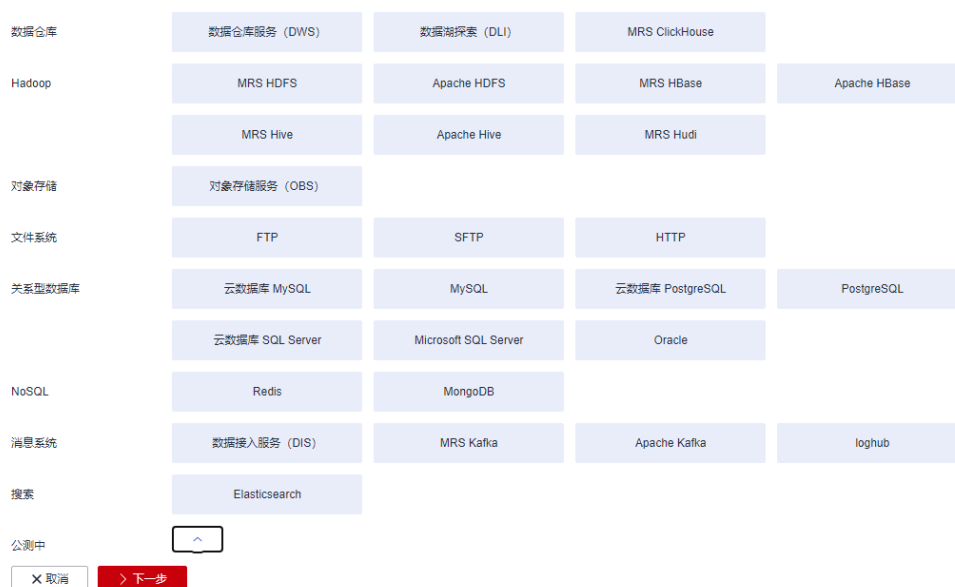 数据仓库 数据仓库服务（DWS） 数据湖探索（DLI） MRS ClickHouse
Hadoop MRS HDFS Apache HDFS MRS HBase Apache HBase
MRS Hive Apache Hive MRS Hudi
对象存储 对象存储服务（OBS）
文件系统 FTP SFTP HTTP
关系型数据库 云数据库 MySQL MySQL 云数据库 PostgreSQL PostgreSQL
云数据库 SQL Server Microsoft SQL Server Oracle
NoSQL Redis MongoDB
消息系统 数据接入服务（DIS） MRS Kafka Apache Kafka loghub
搜索 Elasticsearch
公测中
取消 下一步